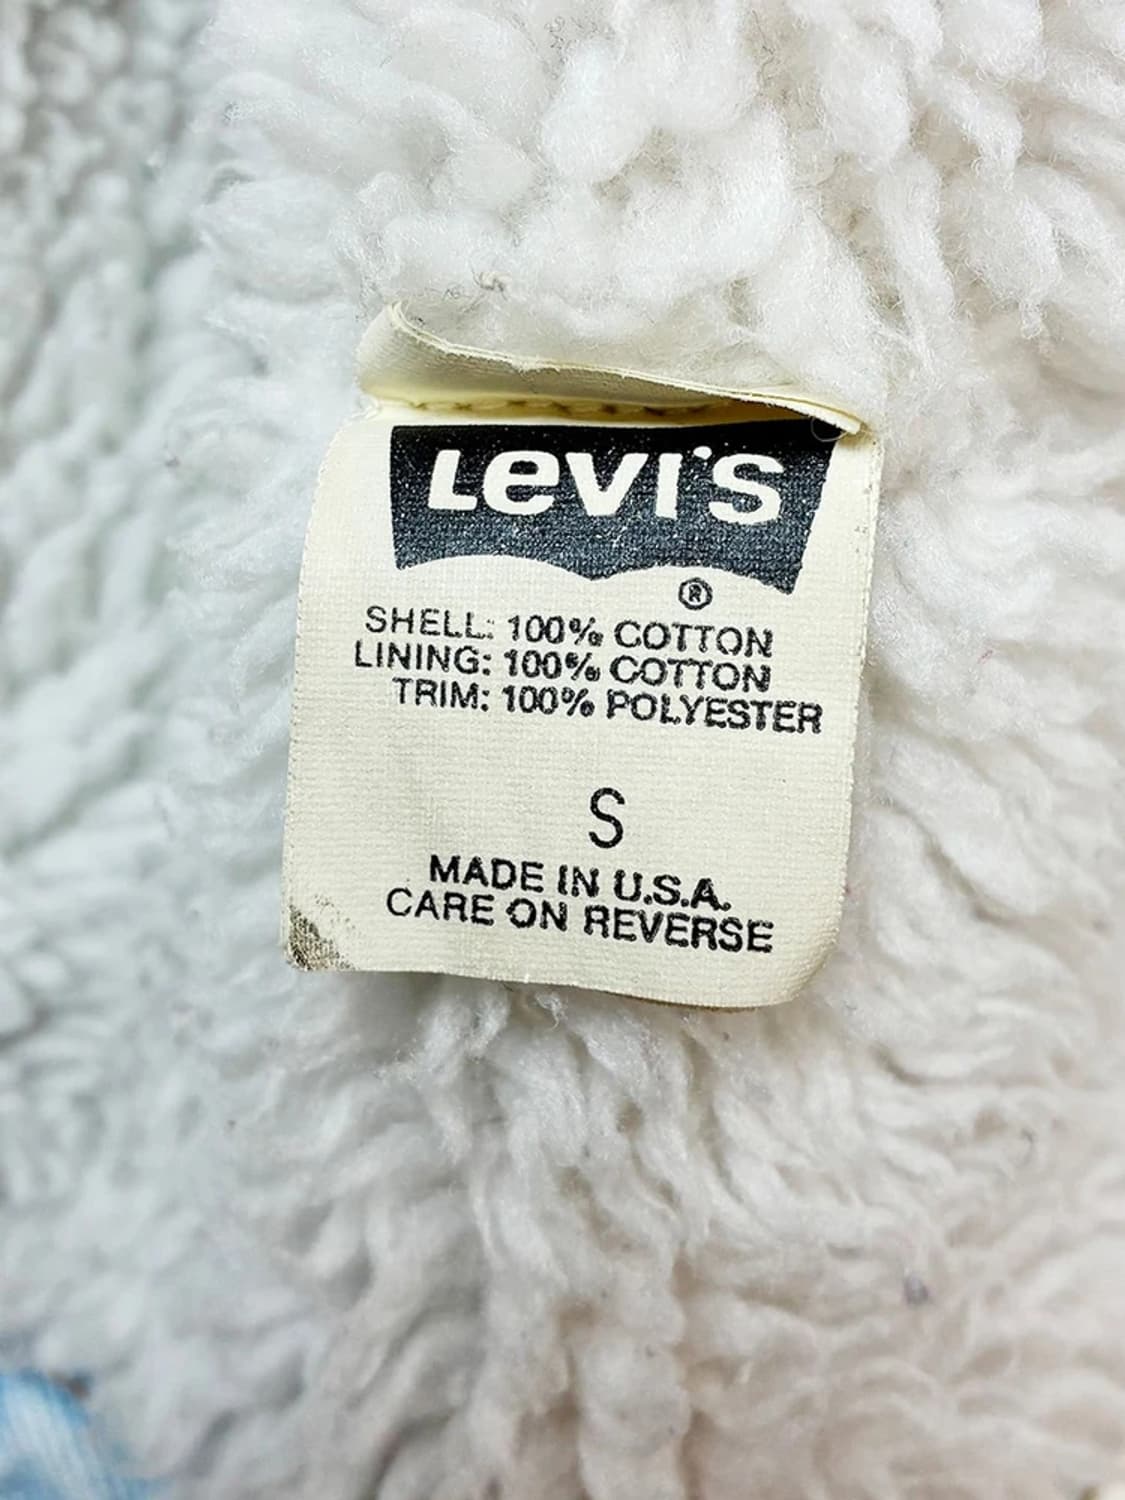 Levi's
®
SHELL: 100% COTTON
LINING: 100% COTTON
TRIM: 100% POLYESTER
S
MADE IN U.S.A.
CARE ON REVERSE